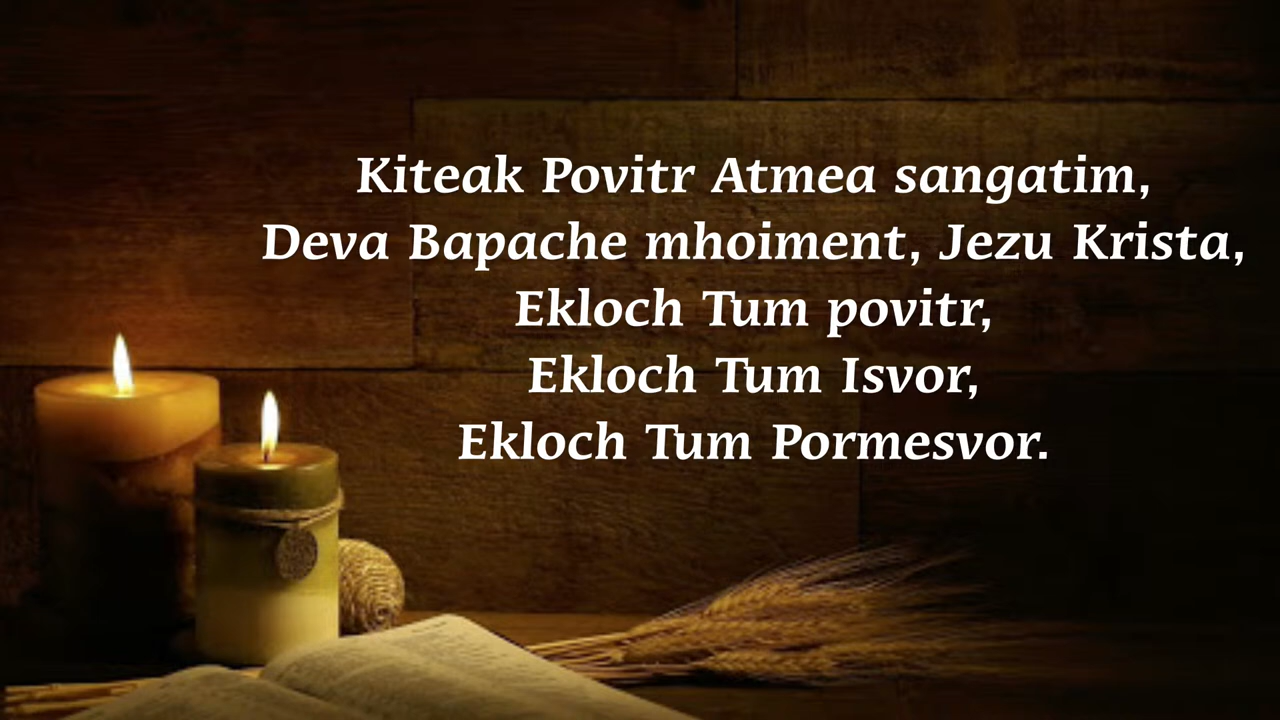 Kiteak Povitr Atmea sangatim,
Deva Bapache mhoiment, Jezu Krista,
Ekloch Tum povitr,
Ekloch Tum Isvor,
Ekloch Tum Pormesvor.